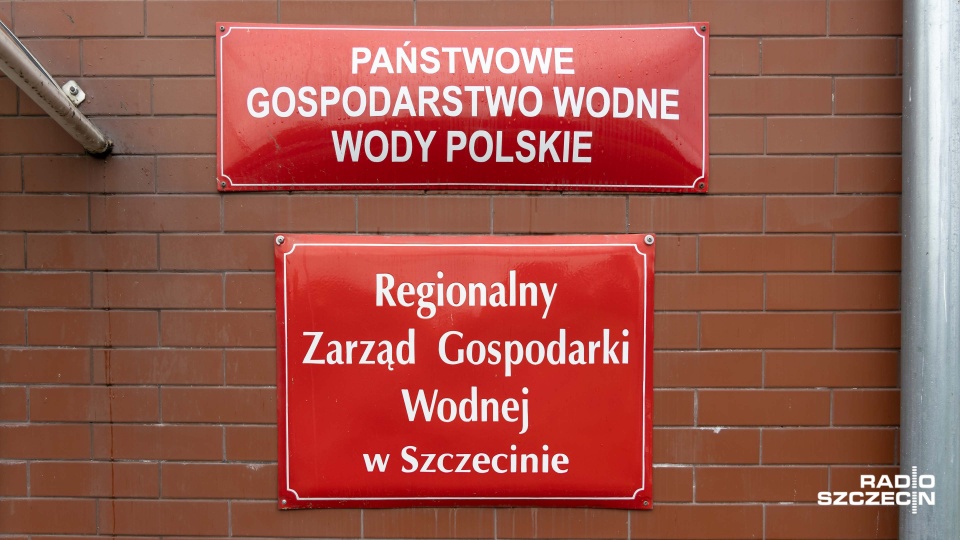 PAŃSTWOWE
GOSPODARSTWO WODNE
WODY POLSKIE
Regionalny
Zarząd Gospodarki
Wodnej
w Szczecinie
RADIO
SZCZECIN